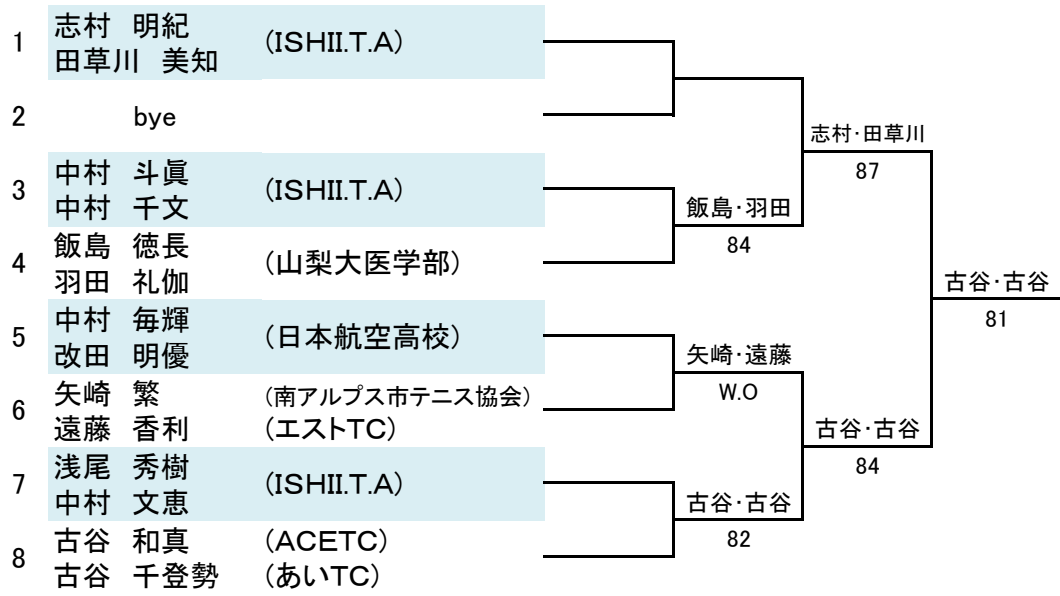 1 志村 明紀 (ISHII.T.A)
田草川 美知
2 bye
志村・田草川
87
3 中村 斗眞 (ISHII.T.A)
中村 千文
飯島・羽田
84
4 飯島 徳長 (山梨大医学部)
羽田 礼伽
古谷・古谷
81
5 中村 毎輝 (日本航空高校)
改田 明優
矢崎・遠藤
W.O
6 矢崎 繁 (南アルプス市テニス協会)
遠藤 香利 (エストTC)
古谷・古谷
84
7 浅尾 秀樹 (ISHII.T.A)
中村 文恵
古谷・古谷
82
8 古谷 和真 (ACETC)
古谷 千登勢 (あいTC)